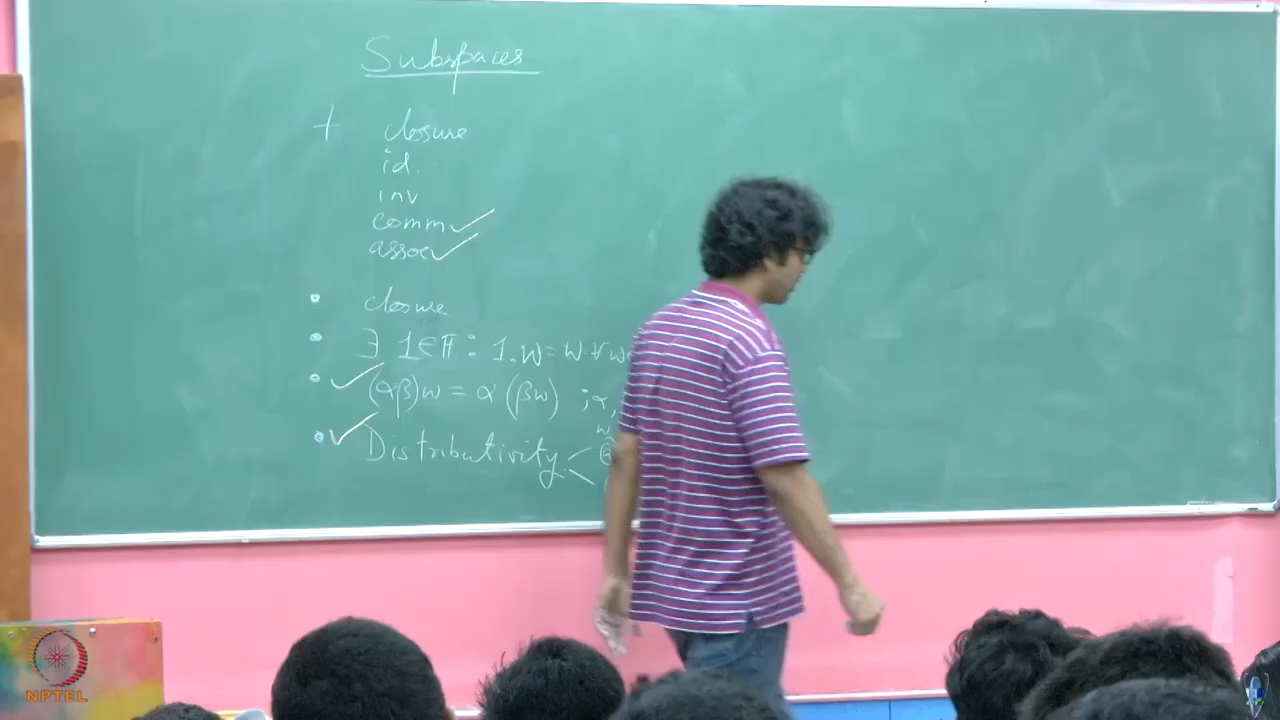 Subspaces
+ closure
id.
inv
comm ✓
assoc ✓
• closure
• ∃ 1 ∈ F : 1.w = w ∀ w
• ✓ (αβ)w = α(βw) ; α,
• ✓ Distributivity <
NPTEL